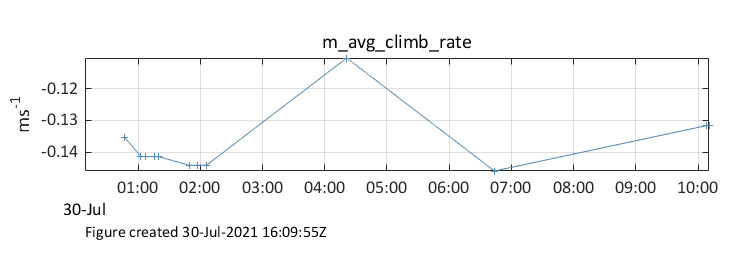 m_avg_climb_rate
ms⁻¹
-0.12
-0.13
-0.14
01:00 02:00 03:00 04:00 05:00 06:00 07:00 08:00 09:00 10:00
30-Jul
Figure created 30-Jul-2021 16:09:55Z